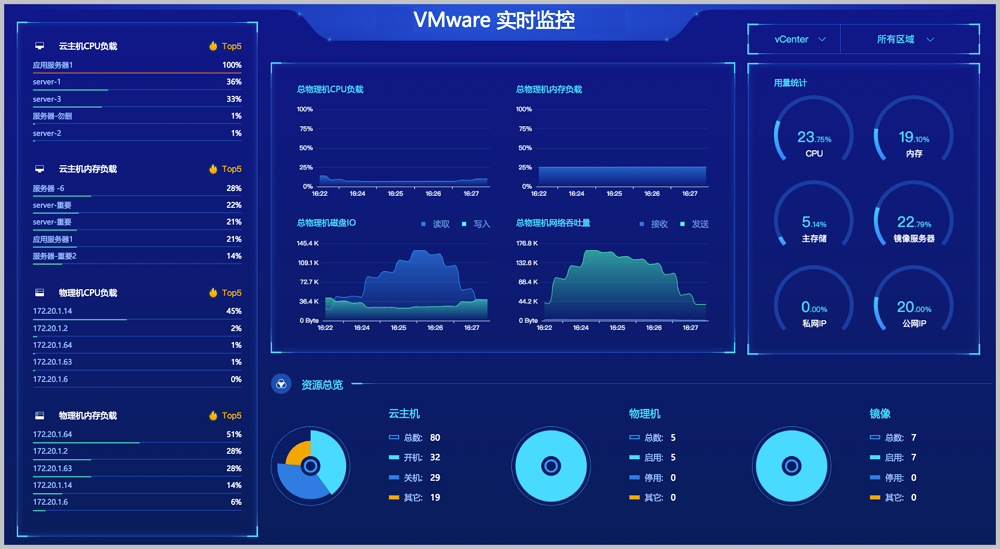 VMware 实时监控
云主机CPU负载 Top5
应用服务器1 100%
server-1 36%
server-3 33%
服务器-勿删 1%
server-2 1%
云主机内存负载 Top5
服务器 -6 28%
server-重要 22%
server-重要 21%
应用服务器1 21%
服务器-重要2 14%
物理机CPU负载 Top5
172.20.1.14 45%
172.20.1.2 2%
172.20.1.64 1%
172.20.1.63 1%
172.20.1.6 0%
物理机内存负载 Top5
172.20.1.64 51%
172.20.1.2 28%
172.20.1.63 28%
172.20.1.14 14%
172.20.1.6 6%
总物理机CPU负载
100%
75%
50%
25%
0%
16:22 16:24 16:25 16:26 16:27
总物理机内存负载
100%
75%
50%
25%
0%
16:22 16:24 16:25 16:26 16:27
总物理机磁盘IO 读取 写入
145.4 K
109.1 K
72.7 K
36.4 K
0 Byte
16:22 16:24 16:25 16:26 16:27
总物理机网络吞吐量 接收 发送
176.8 K
132.6 K
88.4 K
44.2 K
0 Byte
16:22 16:24 16:25 16:26 16:27
vCenter 所有区域
用量统计
23.75%
CPU
19.10%
内存
5.14%
主存储
22.79%
镜像服务器
0.00%
私网IP
20.00%
公网IP
资源总览
云主机
总数: 80
开机: 32
关机: 29
其它: 19
物理机
总数: 5
启用: 5
停用: 0
其它: 0
镜像
总数: 7
启用: 7
停用: 0
其它: 0